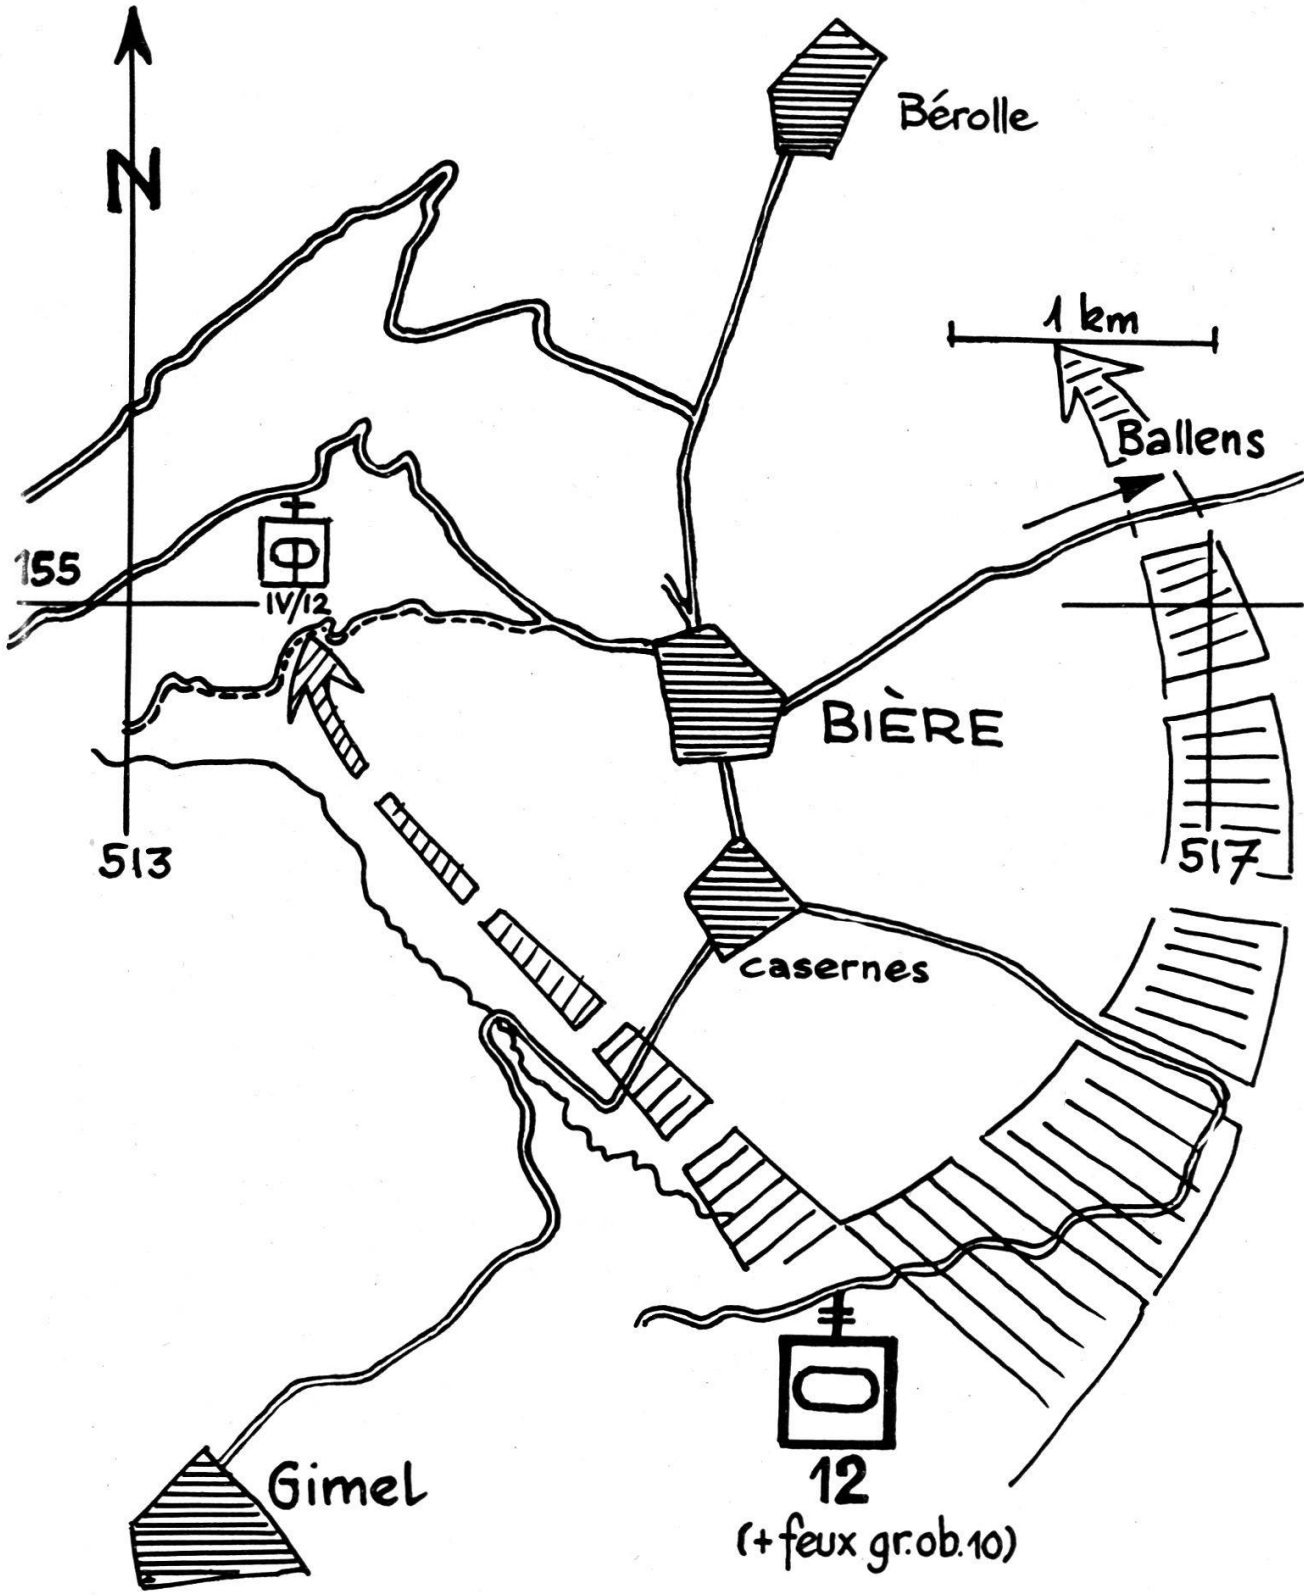 Bérolle
N
1 km
Ballens
155
IV/12
BIÈRE
513
517
casernes
Gimel
12
(+ feux gr.ob.10)